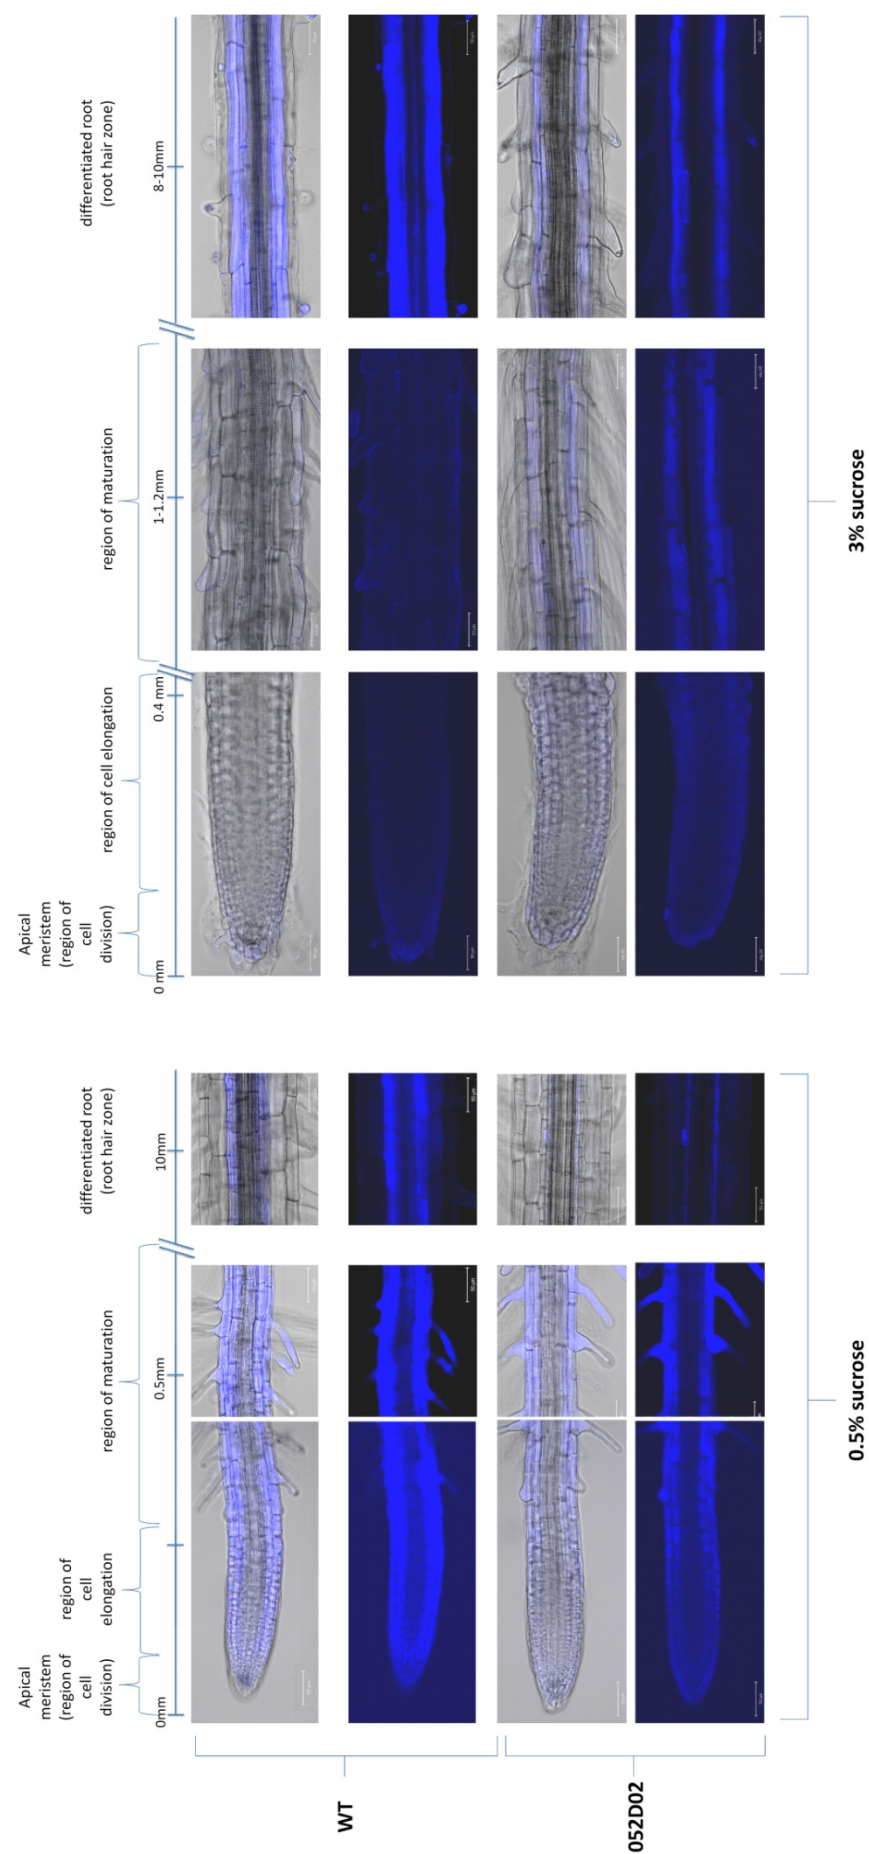 Apical
meristem
(region of
cell
division)
region of
cell
elongation
region of maturation
differentiated root
(root hair zone)
0mm
0.5mm
10mm
Apical
meristem
(region of
cell
division)
region of cell elongation
region of maturation
differentiated root
(root hair zone)
0 mm
0.4 mm
1-1.2mm
8-10mm
WT
052D02
0.5% sucrose
3% sucrose